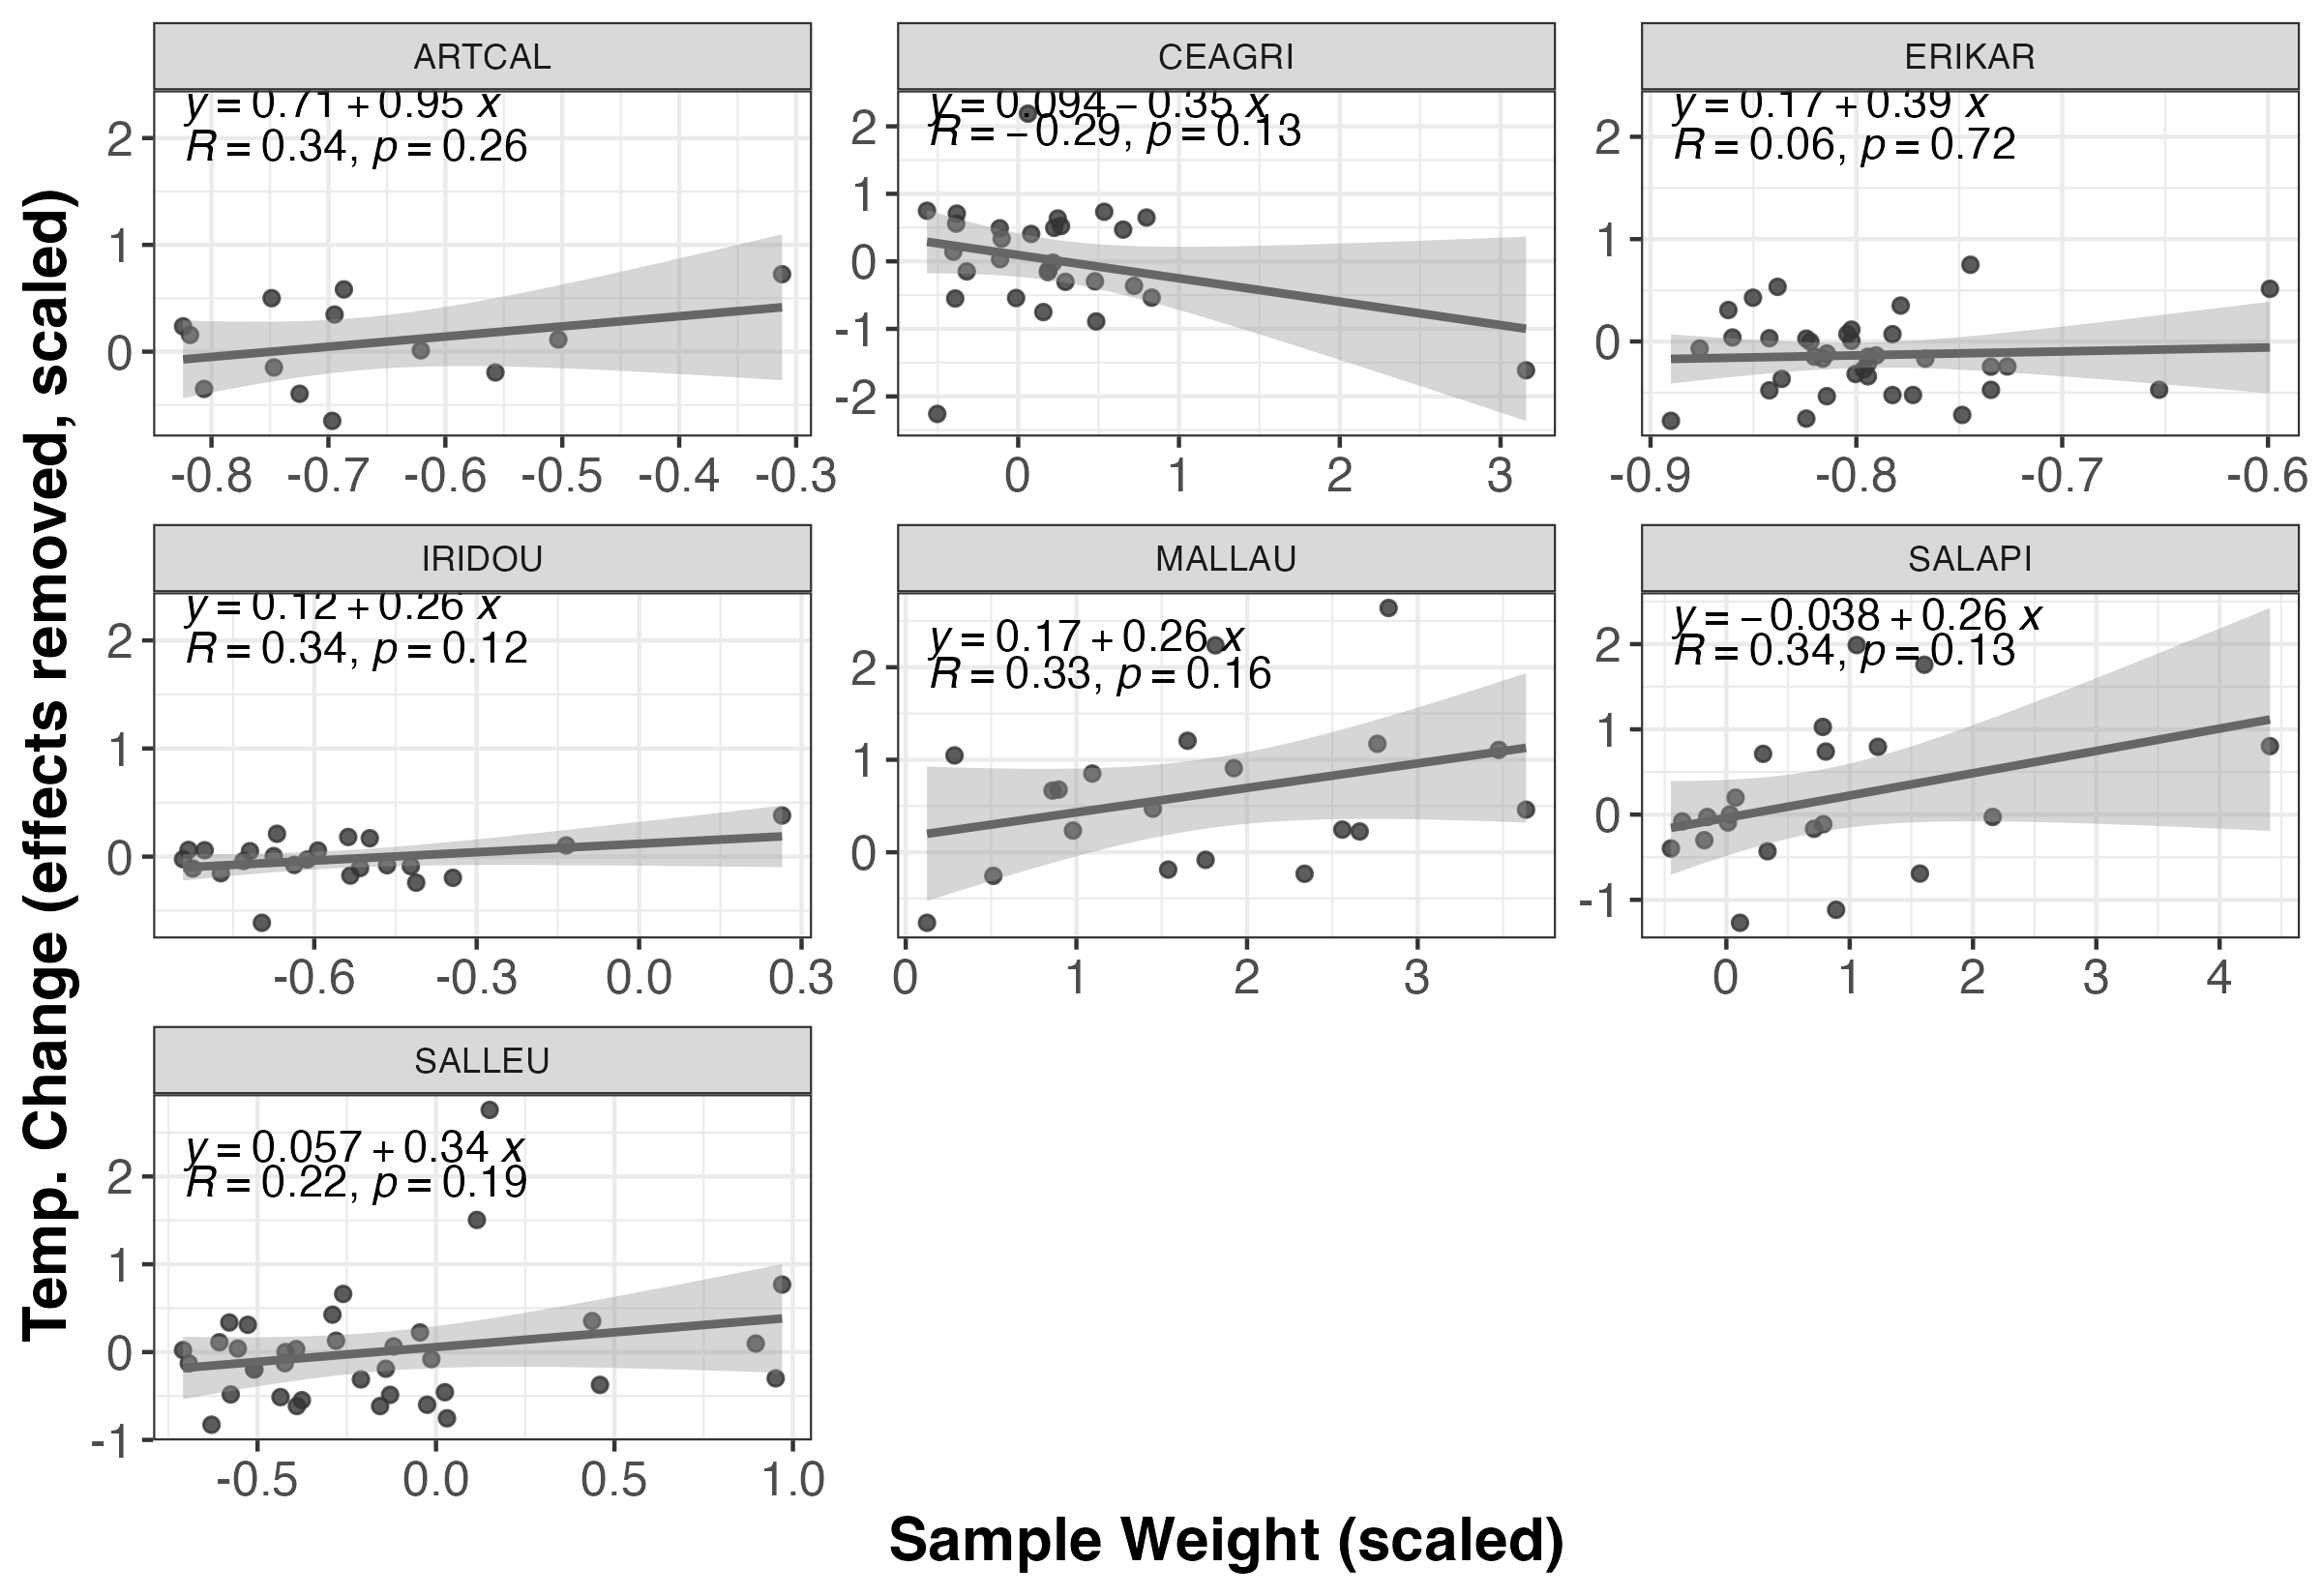 Temp. Change (effects removed, scaled)
ARTCAL
y = 0.71 + 0.95 x
R = 0.34, p = 0.26
2
1
0
-0.8 -0.7 -0.6 -0.5 -0.4 -0.3
CEAGRI
y = 0.094 − 0.35 x
R = −0.29, p = 0.13
2
1
0
-1
-2
0 1 2 3
ERIKAR
y = 0.17 + 0.39 x
R = 0.06, p = 0.72
2
1
0
-0.9 -0.8 -0.7 -0.6
IRIDOU
y = 0.12 + 0.26 x
R = 0.34, p = 0.12
2
1
0
-0.6 -0.3 0.0 0.3
MALLAU
y = 0.17 + 0.26 x
R = 0.33, p = 0.16
2
1
0
0 1 2 3
SALAPI
y = −0.038 + 0.26 x
R = 0.34, p = 0.13
2
1
0
-1
0 1 2 3 4
SALLEU
y = 0.057 + 0.34 x
R = 0.22, p = 0.19
2
1
0
-1
-0.5 0.0 0.5 1.0
Sample Weight (scaled)